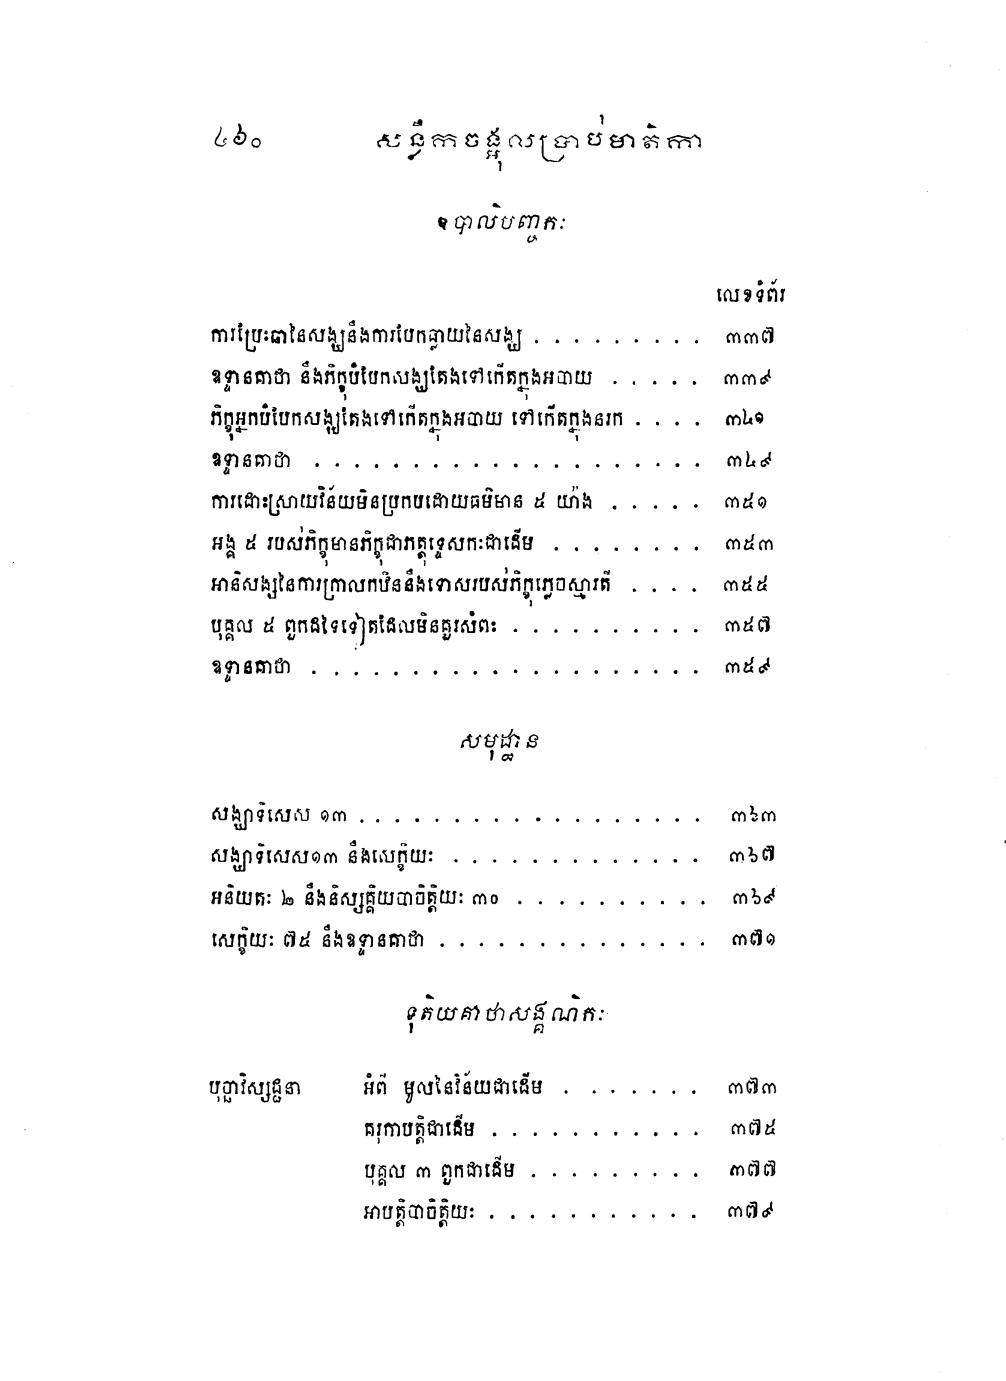 ៤៦០ សន្លឹកចង្អុលប្រាប់មាតិកា
ឧបាលិបញ្ចកៈ
លេខទំព័រ
ការប្រែះឆានៃសង្ឃនឹងការបែកធ្លាយនៃសង្ឃ . . . . . . . . . ៣៣៧
ឧទ្ទានគាថា នឹងភិក្ខុបំបែកសង្ឃតែងទៅកើតក្នុងអបាយ . . . . . ៣៣៩
ភិក្ខុអ្នកបំបែកសង្ឃតែងទៅកើតក្នុងអបាយ ទៅកើតក្នុងនរក . . . . ៣៤១
ឧទ្ទានគាថា . . . . . . . . . . . . . . . . . . . . ៣៤៩
ការដោះស្រាយវិន័យមិនប្រកបដោយធម៌មាន ៥ យ៉ាង . . . . . ៣៥១
អង្គ ៥ របស់ភិក្ខុមានភិក្ខុជាភត្តុទ្ទេសកៈជាដើម . . . . . . . . ៣៥៣
អានិសង្សនៃការក្រាលកឋិននឹងទោសរបស់ភិក្ខុភ្លេចស្មារតី . . . . ៣៥៥
បុគ្គល ៥ ពួកដទៃទៀតដែលមិនគួរសំពះ . . . . . . . . . . ៣៥៧
ឧទ្ទានគាថា . . . . . . . . . . . . . . . . . . . . ៣៥៩
សមុដ្ឋាន
សង្ឃាទិសេស ១៣ . . . . . . . . . . . . . . . . . . ៣៦៣
សង្ឃាទិសេស១៣ នឹងសេក្ខិយៈ . . . . . . . . . . . . . ៣៦៧
អនិយតៈ ២ នឹងនិស្សគ្គិយបាចិត្តិយៈ ៣០ . . . . . . . . . . ៣៦៩
សេក្ខិយៈ ៧៥ នឹងឧទ្ទានគាថា . . . . . . . . . . . . . . ៣៧១
ទុតិយគាថាសង្គណិកៈ
បុច្ឆាវិស្សជ្ជនា អំពី មូលនៃវិន័យជាដើម . . . . . . . ៣៧៣
គរុកាបត្តិជាដើម . . . . . . . . . . . ៣៧៥
បុគ្គល ៣ ពួកជាដើម . . . . . . . . . ៣៧៧
អាបត្តិបាចិត្តិយៈ . . . . . . . . . . . ៣៧៩